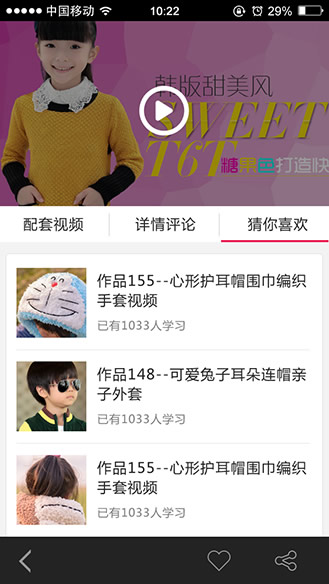 中国移动
10:22
29%
韩版甜美风
SWEET
T6T
糖果色打造快
配套视频
详情评论
猜你喜欢
作品155--心形护耳帽围巾编织
手套视频
已有1033人学习
作品148--可爱兔子耳朵连帽亲
子外套
已有1033人学习
作品155--心形护耳帽围巾编织
手套视频
已有1033人学习